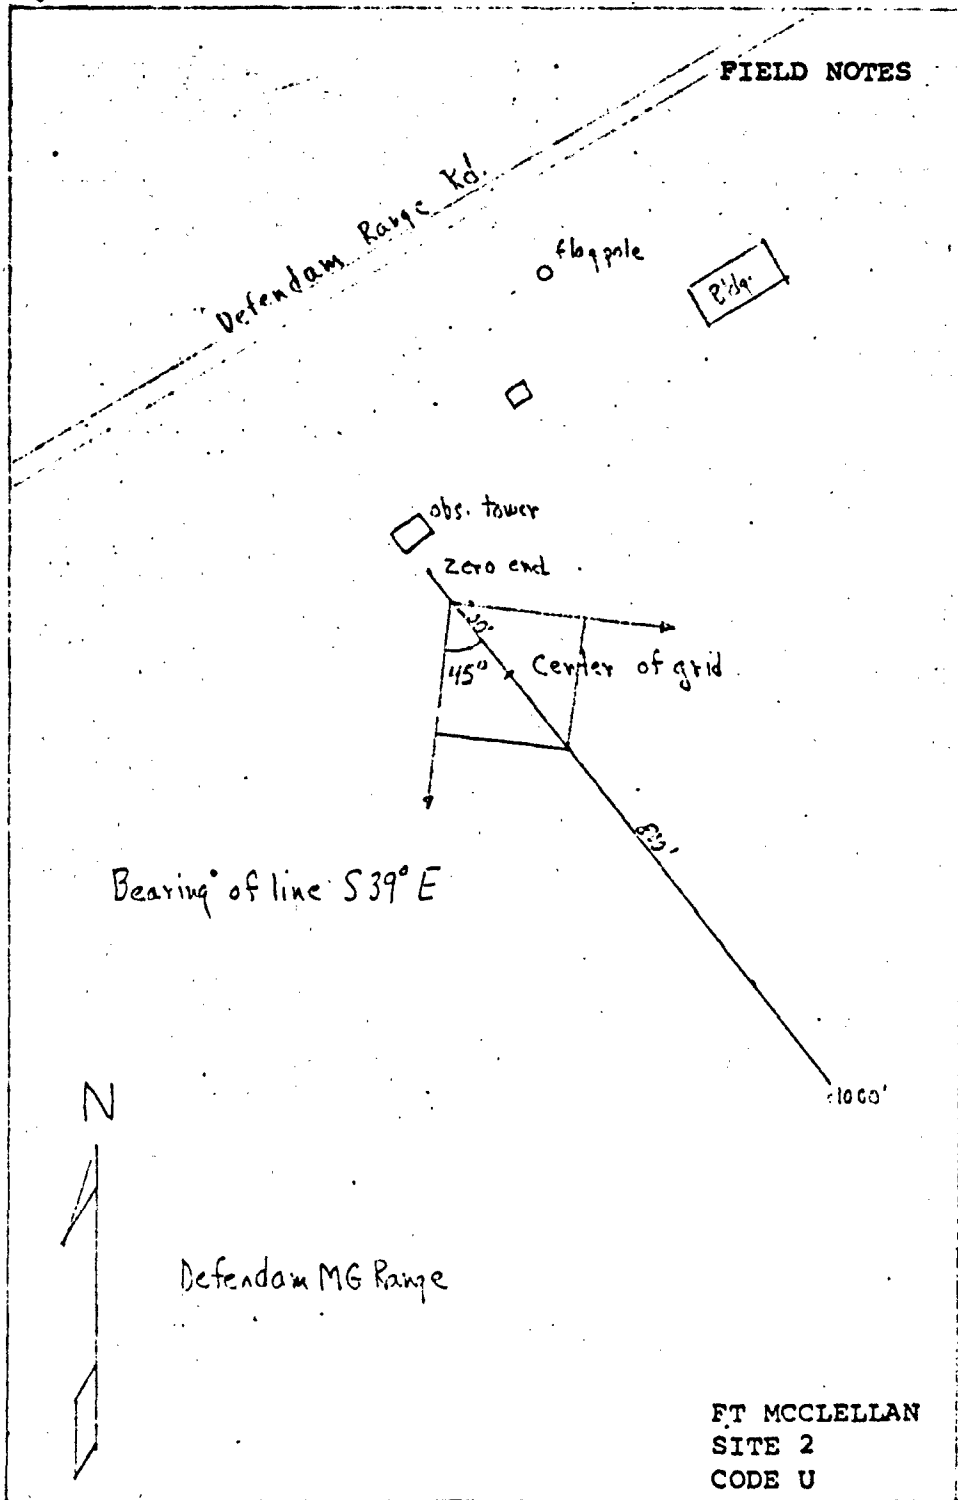 FIELD NOTES
Defendam Range Rd.
flagpole
Bldg.
obs. tower
Zero end
45°
Center of grid
Bearing of line S 39° E
1000'
N
Defendam MG Range
FT MCCLELLAN
SITE 2
CODE U